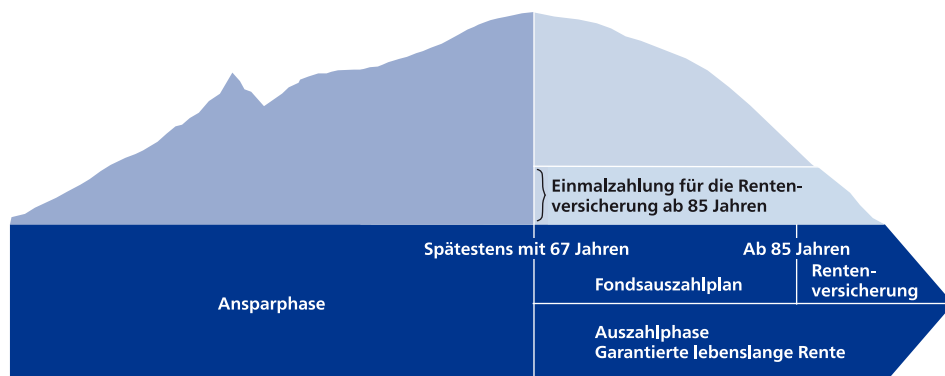 Einmalzahlung für die Renten-
versicherung ab 85 Jahren
Spätestens mit 67 Jahren
Ab 85 Jahren
Ansparphase
Fondsauszahlplan
Renten-
versicherung
Auszahlphase
Garantierte lebenslange Rente